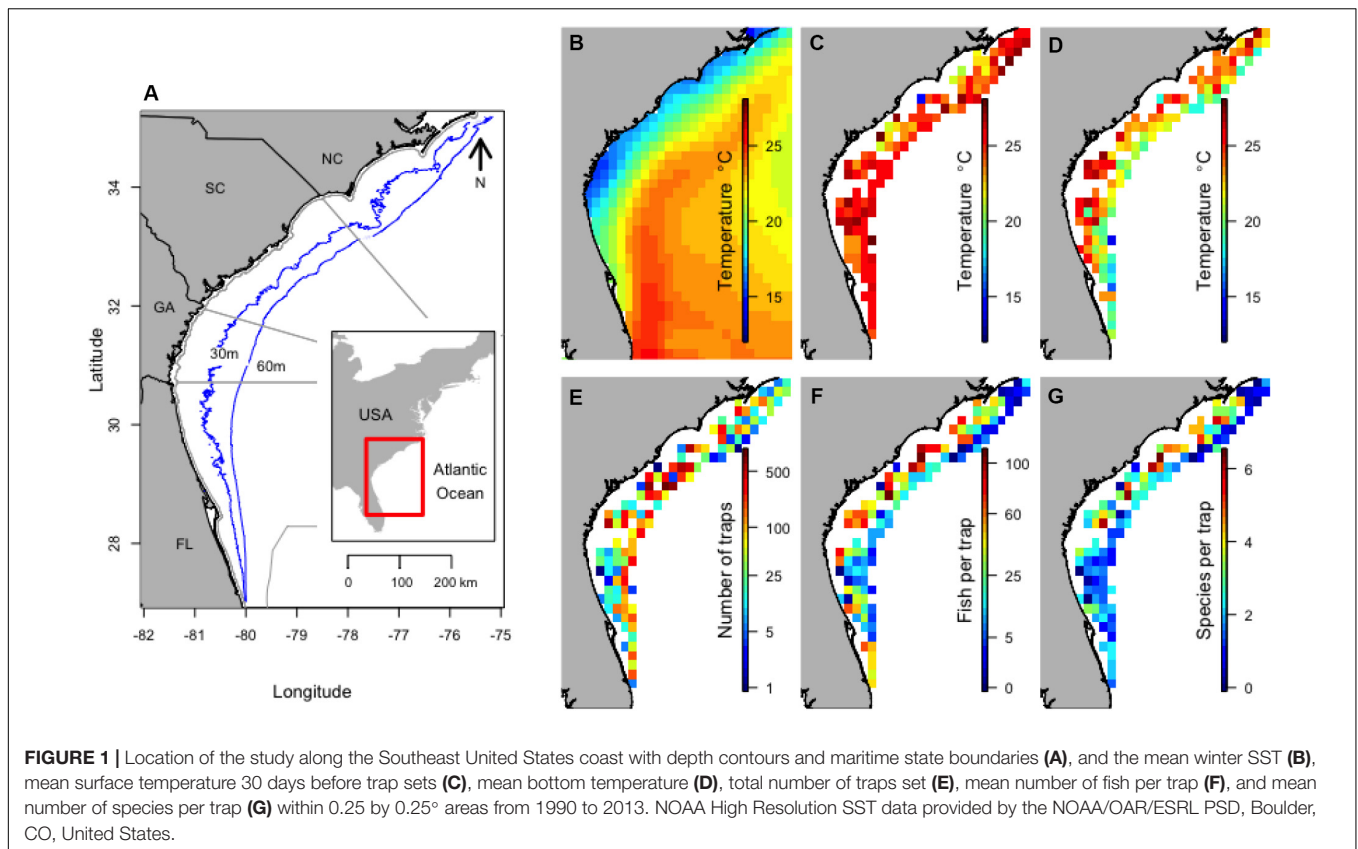 A
N
NC
SC
GA
FL
30m
60m
USA
Atlantic
Ocean
0 100 200 km
Latitude
34
32
30
28
-82 -81 -80 -79 -78 -77 -76 -75
Longitude
B
Temperature °C
25
20
15
C
Temperature °C
25
20
15
D
Temperature °C
25
20
15
E
Number of traps
500
100
25
5
1
F
Fish per trap
100
60
25
5
0
G
Species per trap
6
4
2
0
FIGURE 1 | Location of the study along the Southeast United States coast with depth contours and maritime state boundaries (A), and the mean winter SST (B),
mean surface temperature 30 days before trap sets (C), mean bottom temperature (D), total number of traps set (E), mean number of fish per trap (F), and mean
number of species per trap (G) within 0.25 by 0.25° areas from 1990 to 2013. NOAA High Resolution SST data provided by the NOAA/OAR/ESRL PSD, Boulder,
CO, United States.